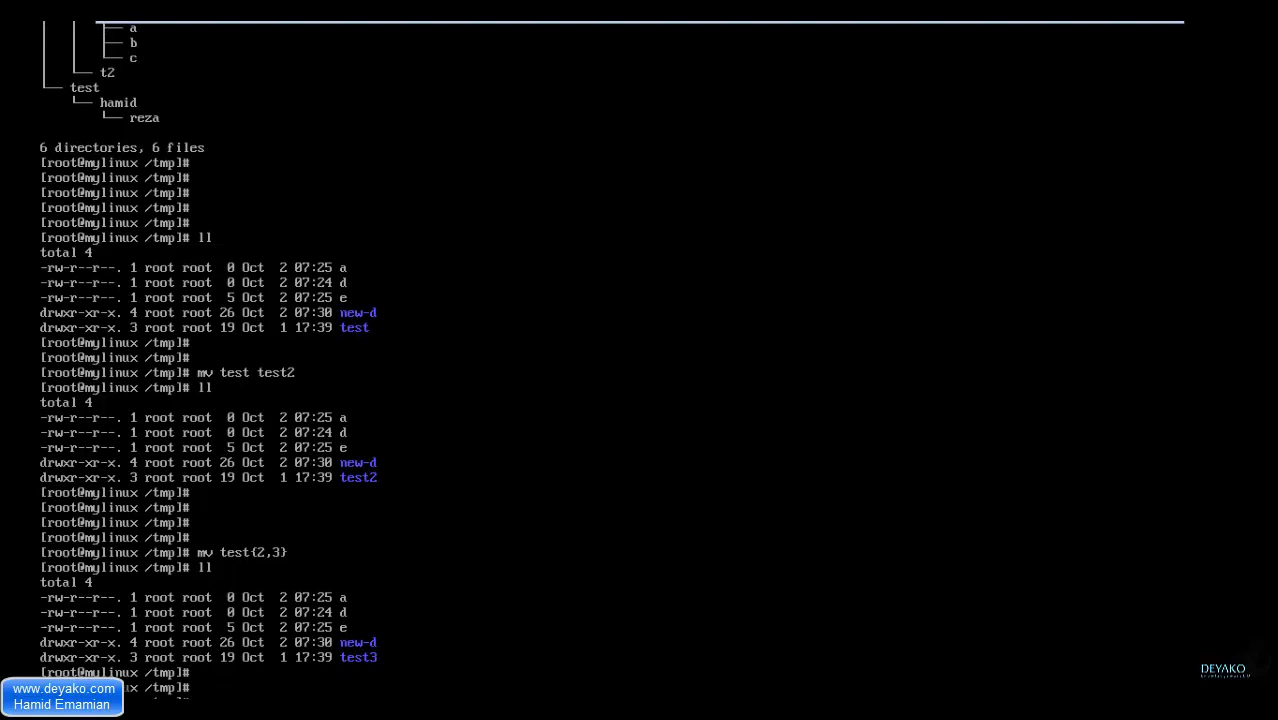 │   │   ├── a
│   │   ├── b
│   │   └── c
│   └── t2
└── test
    └── hamid
        └── reza
6 directories, 6 files
[root@mylinux /tmp]#
[root@mylinux /tmp]#
[root@mylinux /tmp]#
[root@mylinux /tmp]#
[root@mylinux /tmp]#
[root@mylinux /tmp]# ll
total 4
-rw-r--r--. 1 root root  0 Oct  2 07:25 a
-rw-r--r--. 1 root root  0 Oct  2 07:24 d
-rw-r--r--. 1 root root  5 Oct  2 07:25 e
drwxr-xr-x. 4 root root 26 Oct  2 07:30 new-d
drwxr-xr-x. 3 root root 19 Oct  1 17:39 test
[root@mylinux /tmp]#
[root@mylinux /tmp]#
[root@mylinux /tmp]# mv test test2
[root@mylinux /tmp]# ll
total 4
-rw-r--r--. 1 root root  0 Oct  2 07:25 a
-rw-r--r--. 1 root root  0 Oct  2 07:24 d
-rw-r--r--. 1 root root  5 Oct  2 07:25 e
drwxr-xr-x. 4 root root 26 Oct  2 07:30 new-d
drwxr-xr-x. 3 root root 19 Oct  1 17:39 test2
[root@mylinux /tmp]#
[root@mylinux /tmp]#
[root@mylinux /tmp]#
[root@mylinux /tmp]#
[root@mylinux /tmp]# mv test{2,3}
[root@mylinux /tmp]# ll
total 4
-rw-r--r--. 1 root root  0 Oct  2 07:25 a
-rw-r--r--. 1 root root  0 Oct  2 07:24 d
-rw-r--r--. 1 root root  5 Oct  2 07:25 e
drwxr-xr-x. 4 root root 26 Oct  2 07:30 new-d
drwxr-xr-x. 3 root root 19 Oct  1 17:39 test3
[root@mylinux /tmp]#
/tmp]#
www.deyako.com
Hamid Emamian
DEYAKO